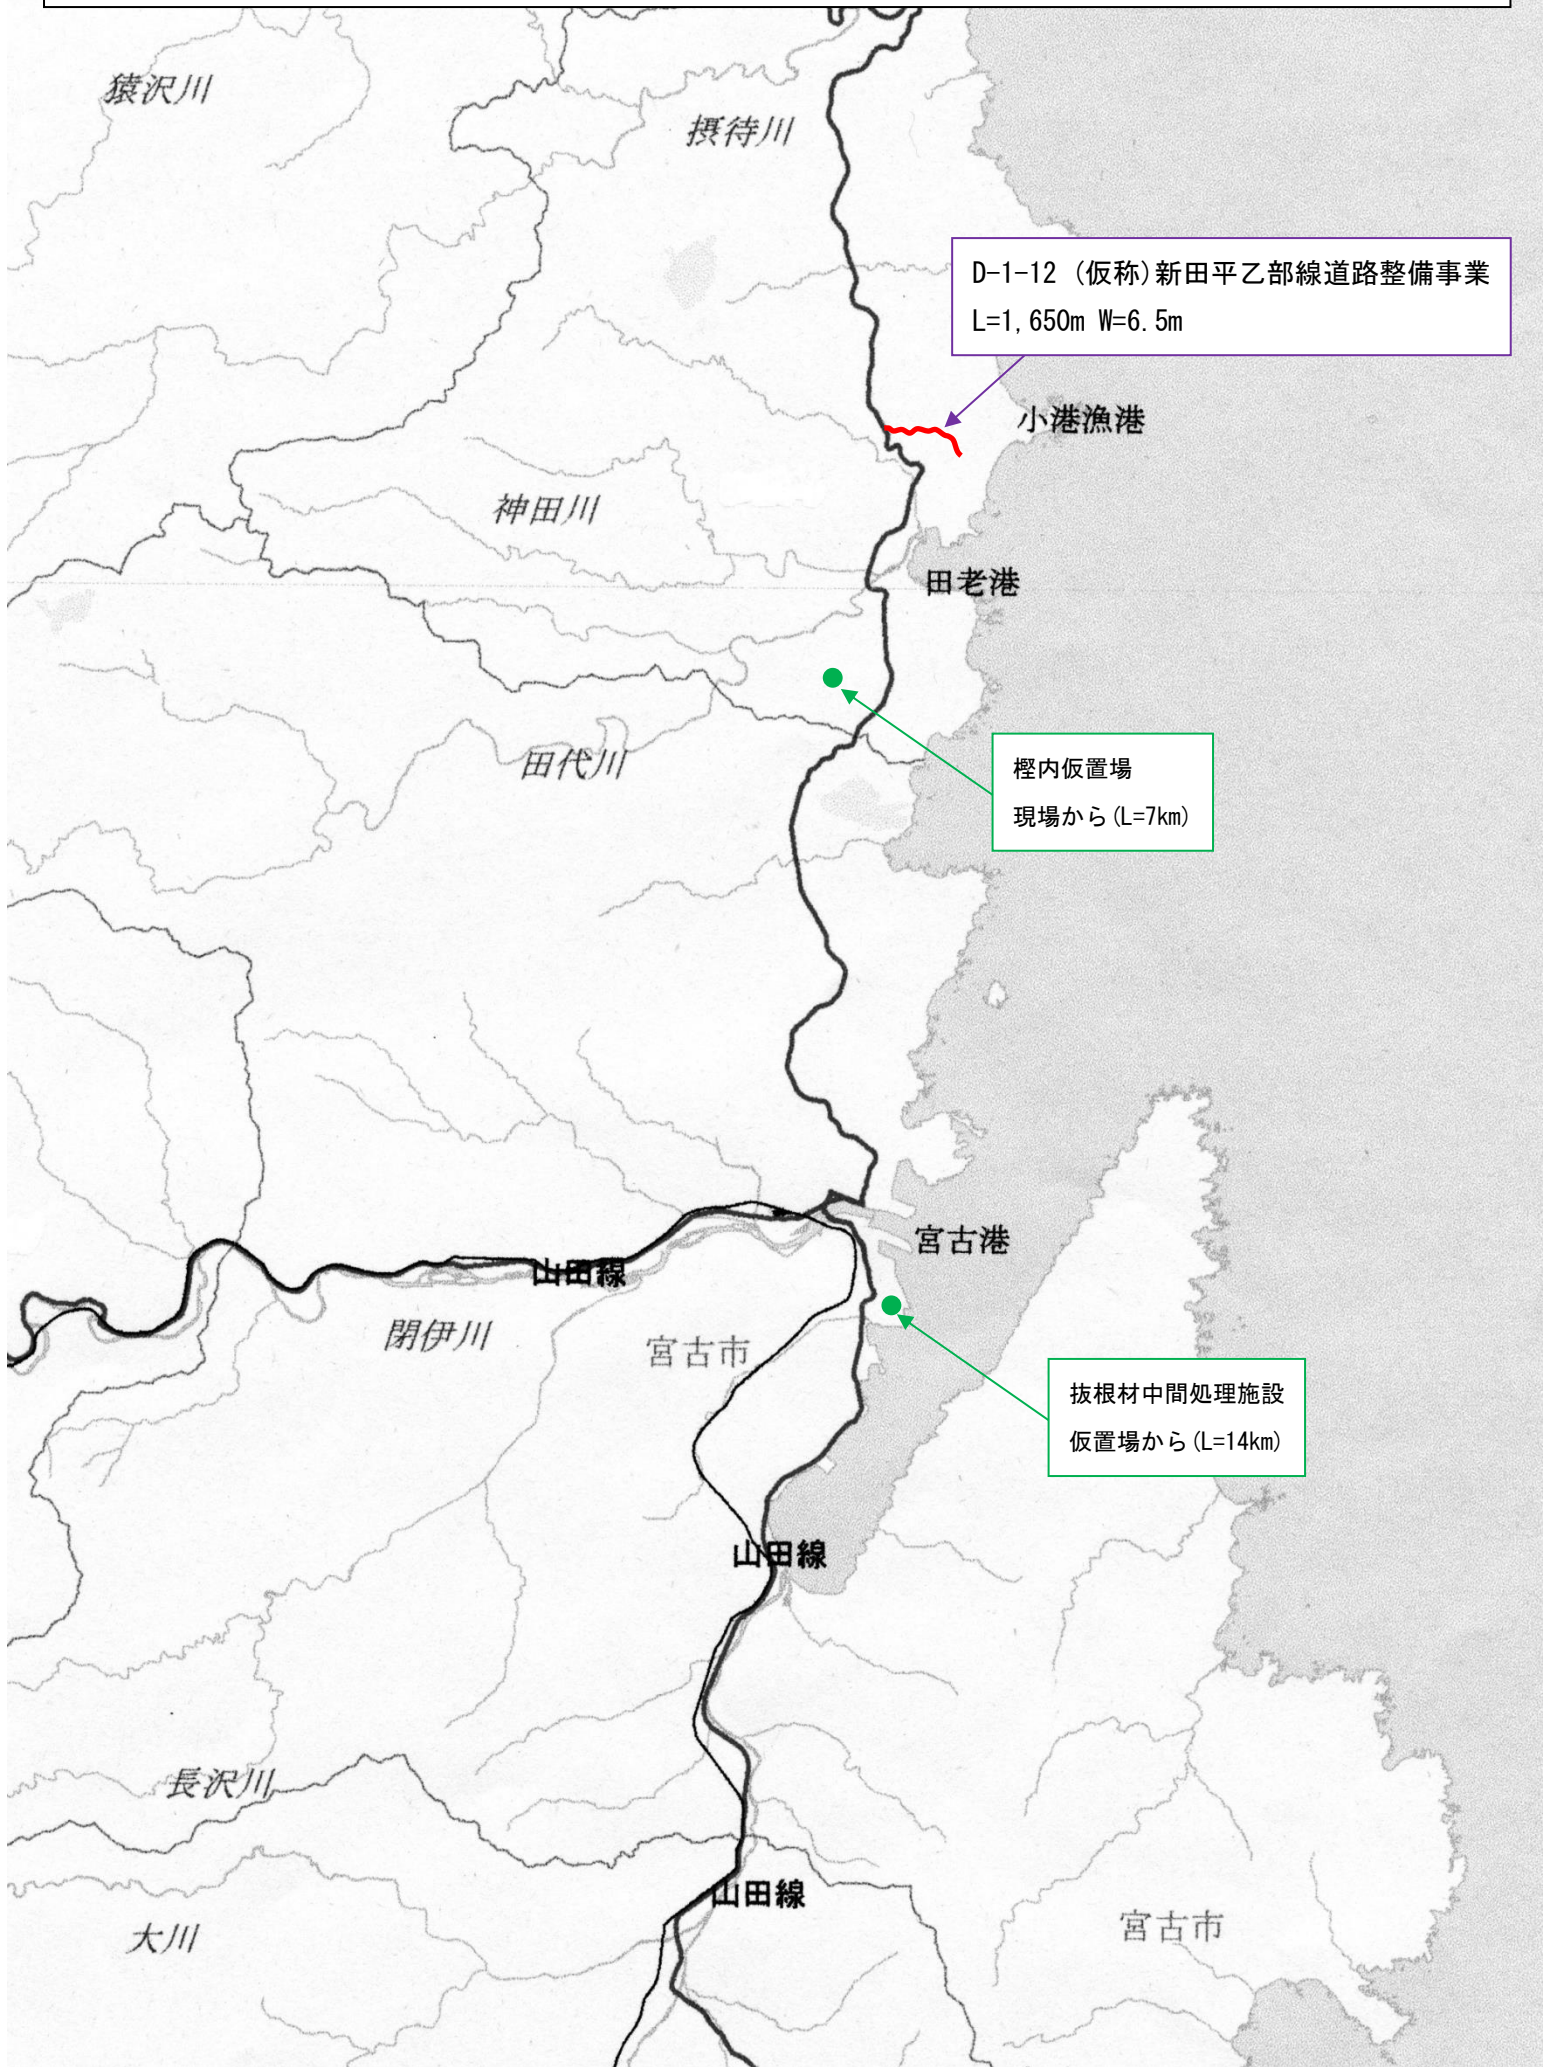 猿沢川
摂待川
D-1-12 (仮称)新田平乙部線道路整備事業
L=1,650m W=6.5m
小港漁港
神田川
田老港
田代川
樫内仮置場
現場から(L=7km)
宮古港
山田線
閉伊川
宮古市
抜根材中間処理施設
仮置場から(L=14km)
山田線
長沢川
山田線
大川
宮古市